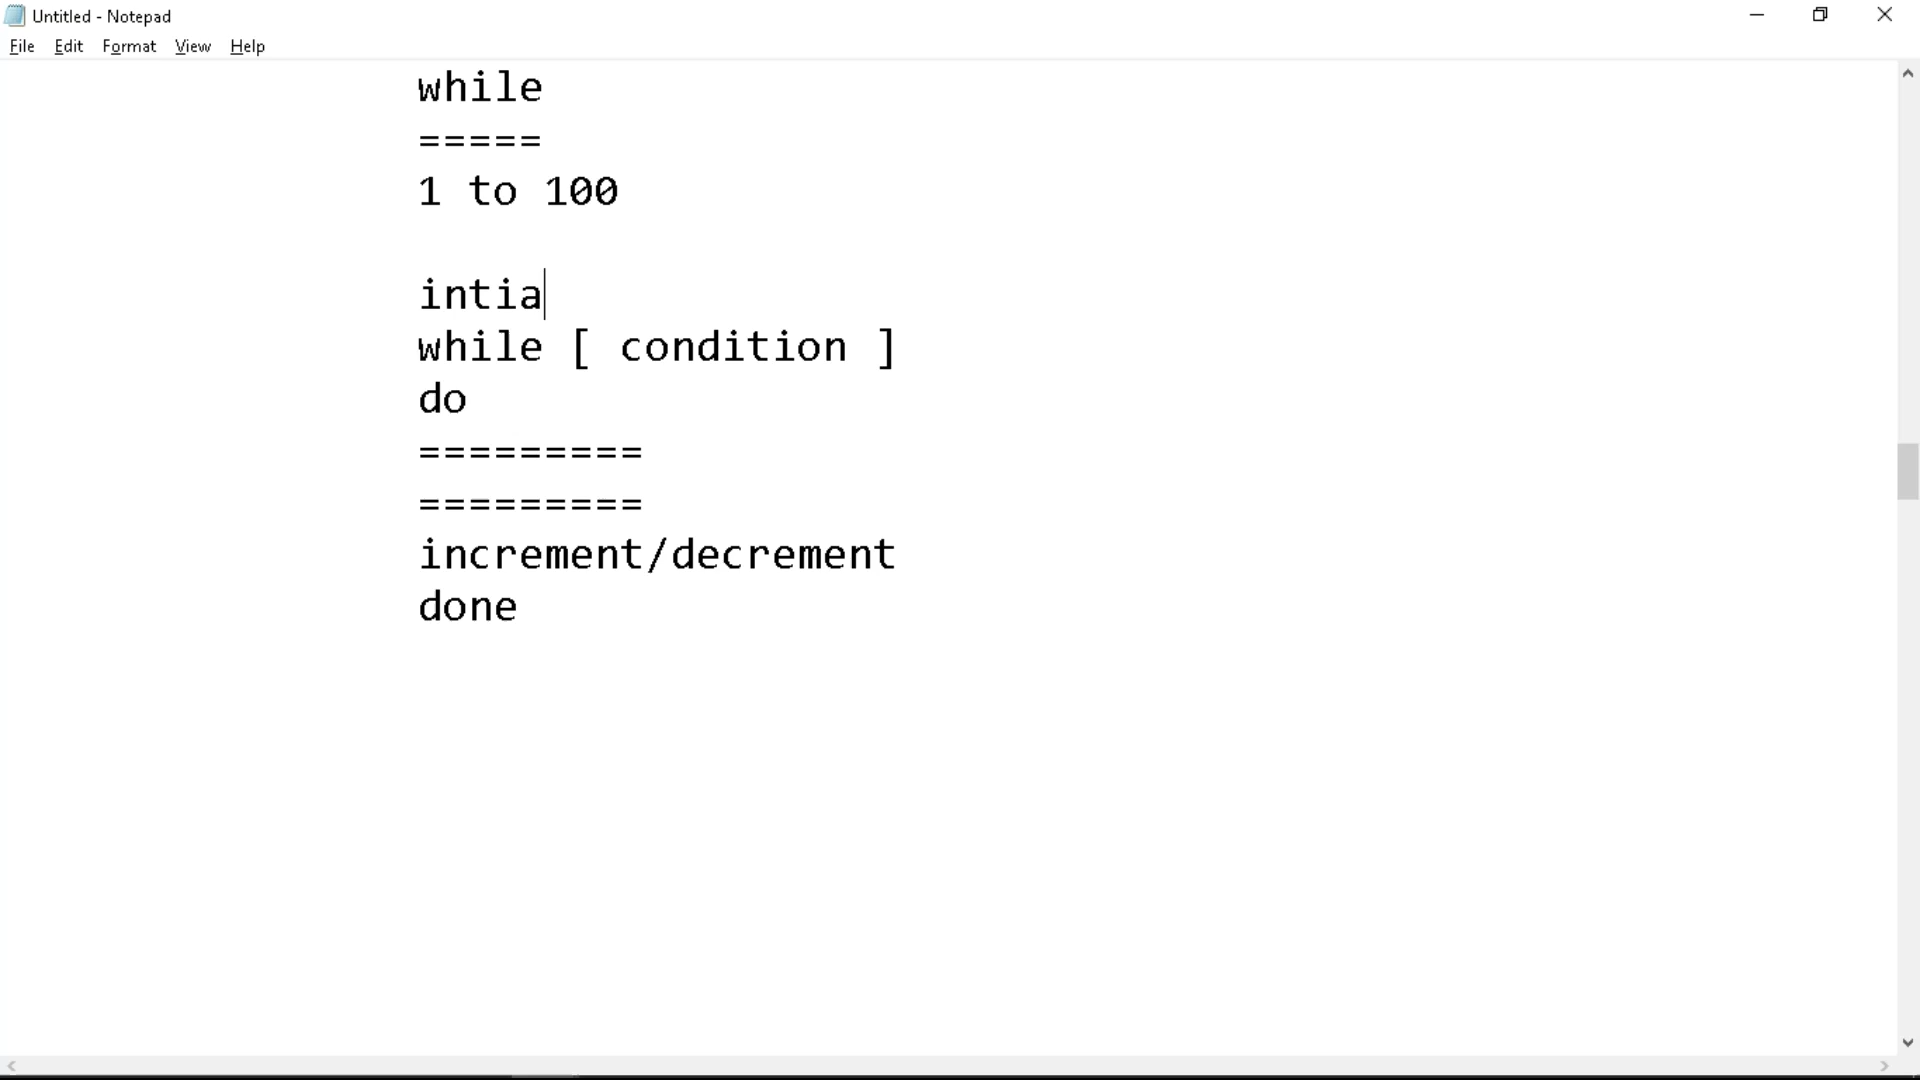 Untitled - Notepad
File Edit Format View Help
while
=====
1 to 100
intia
while [ condition ]
do
=========
=========
increment/decrement
done